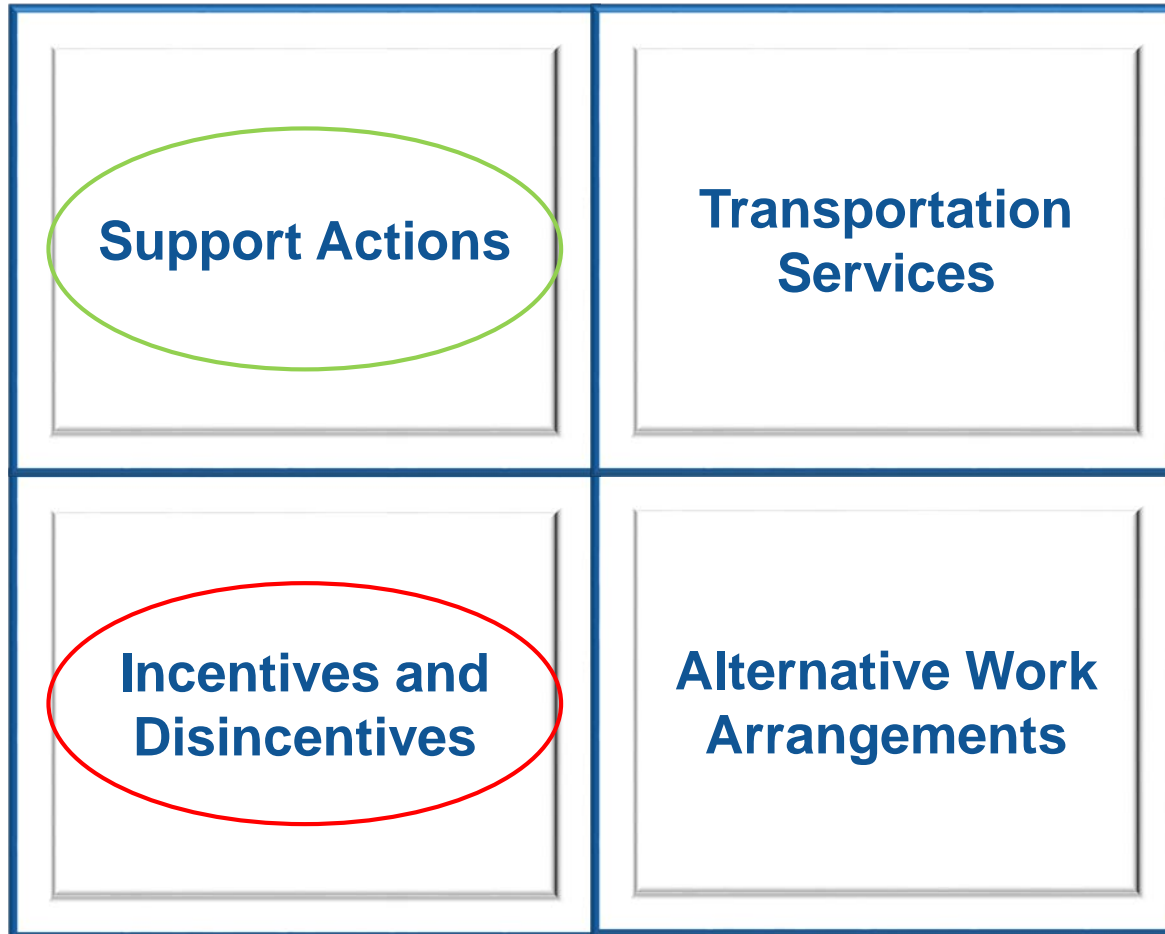 Support Actions
Transportation
Services
Incentives and
Disincentives
Alternative Work
Arrangements